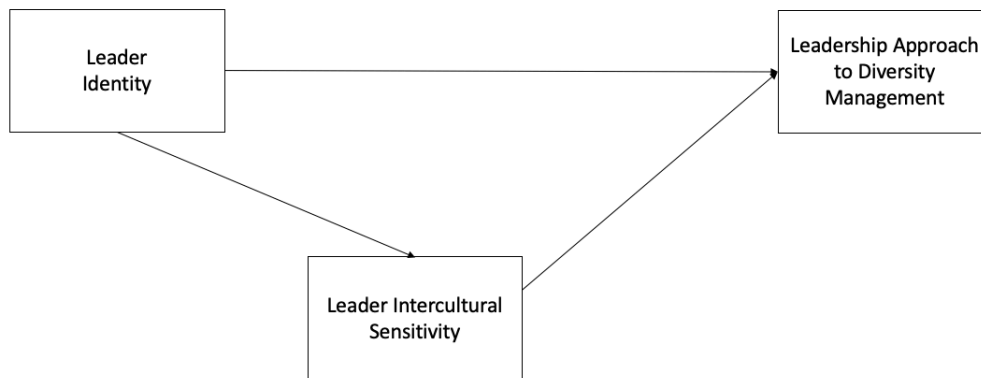 Leader
Identity
Leadership Approach
to Diversity
Management
Leader Intercultural
Sensitivity